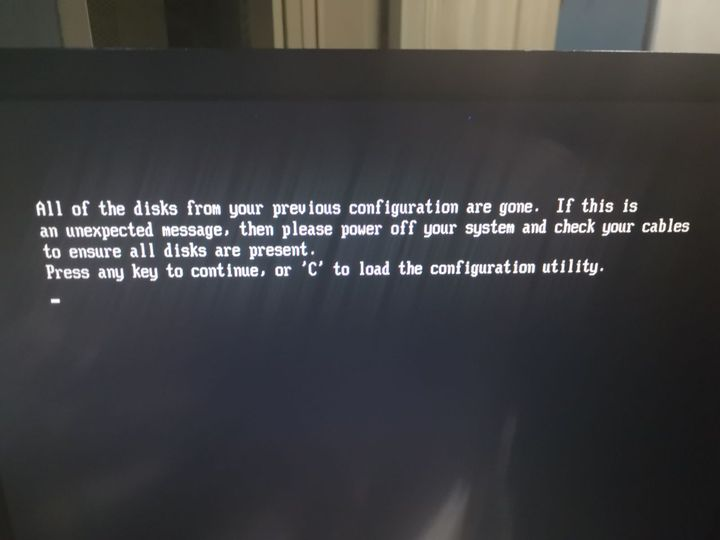 All of the disks from your previous configuration are gone.  If this is
an unexpected message, then please power off your system and check your cables
to ensure all disks are present.
Press any key to continue, or 'C' to load the configuration utility.